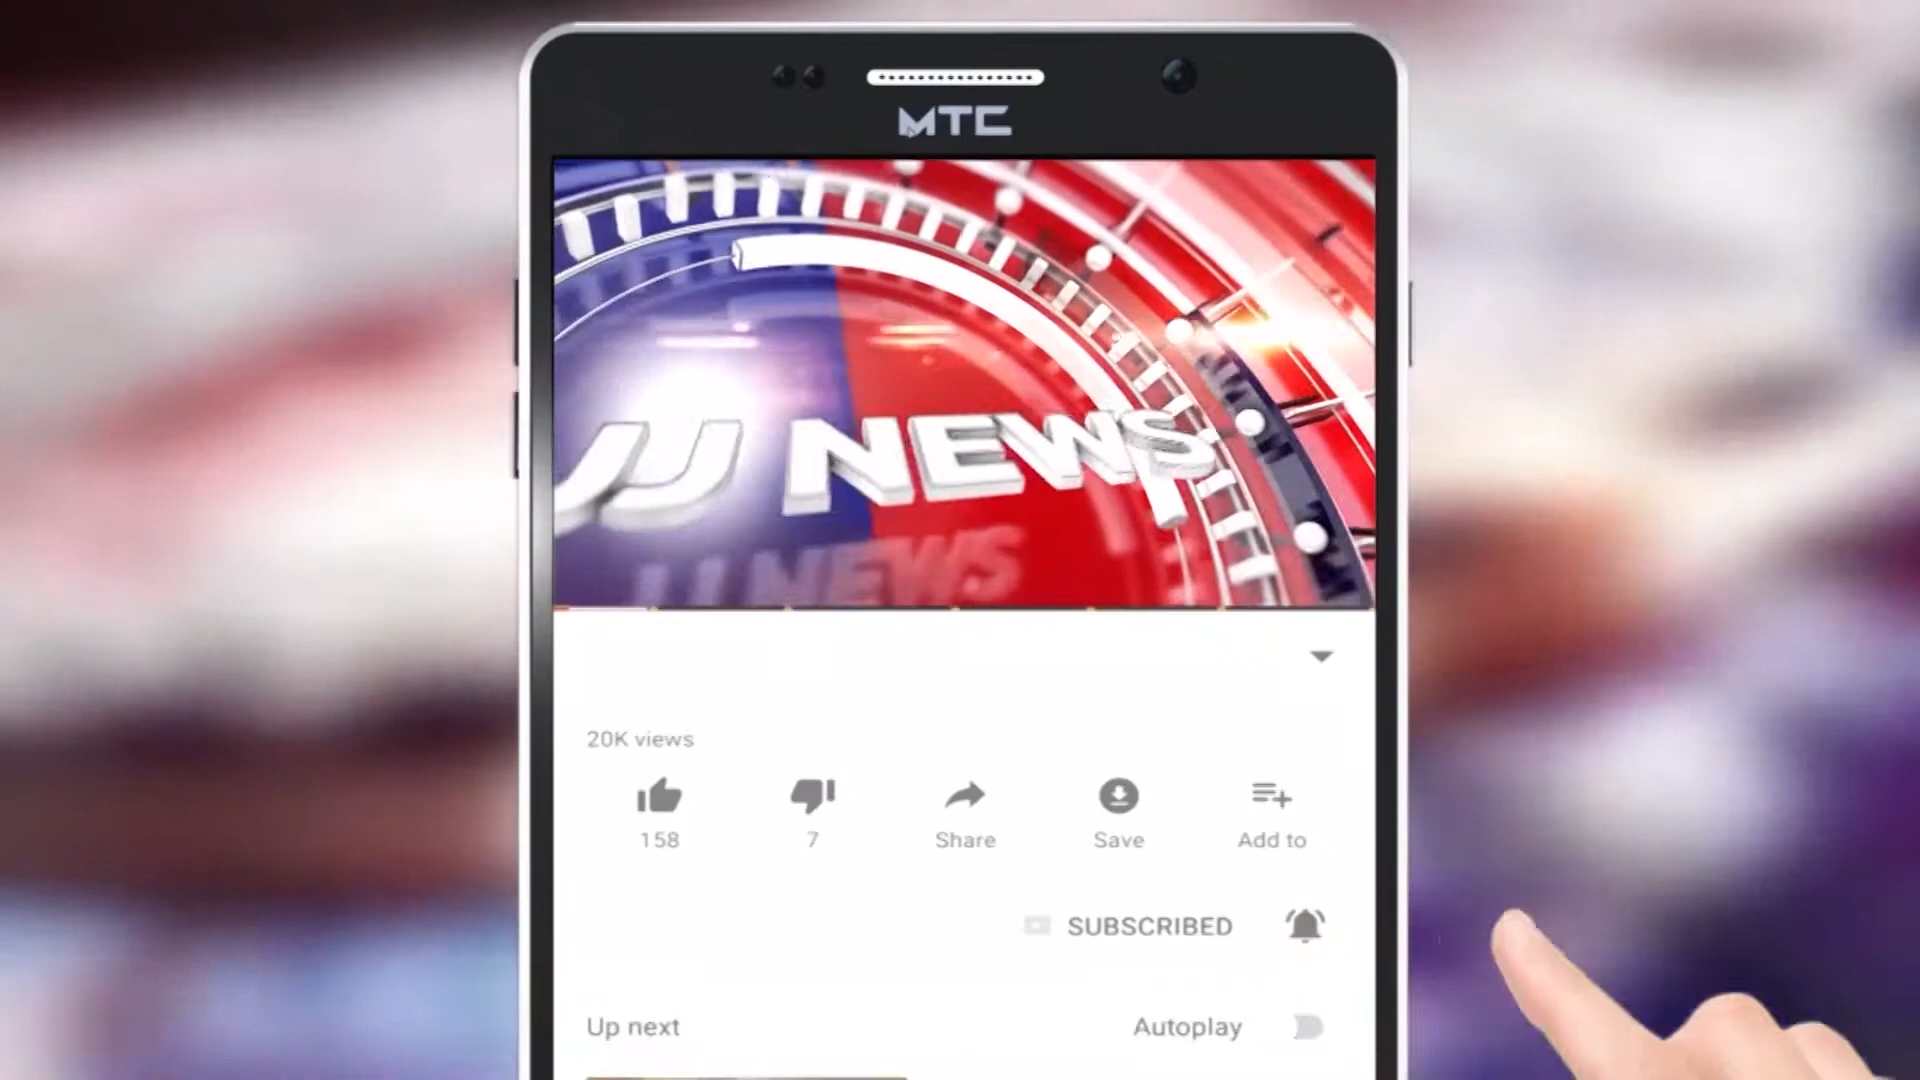 MTC
JJ NEWS
JJ NEWS
20K views
158
7
Share
Save
Add to
SUBSCRIBED
Up next
Autoplay